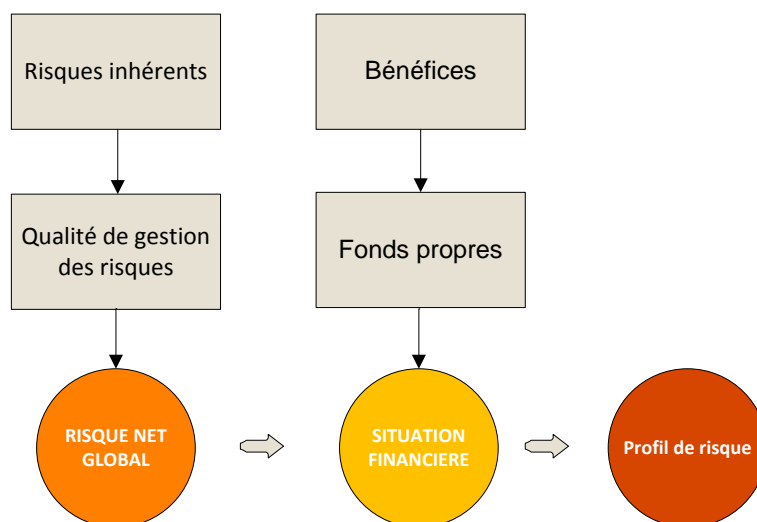 Risques inhérents
Bénéfices
Qualité de gestion
des risques
Fonds propres
RISQUE NET
GLOBAL
SITUATION
FINANCIERE
Profil de risque